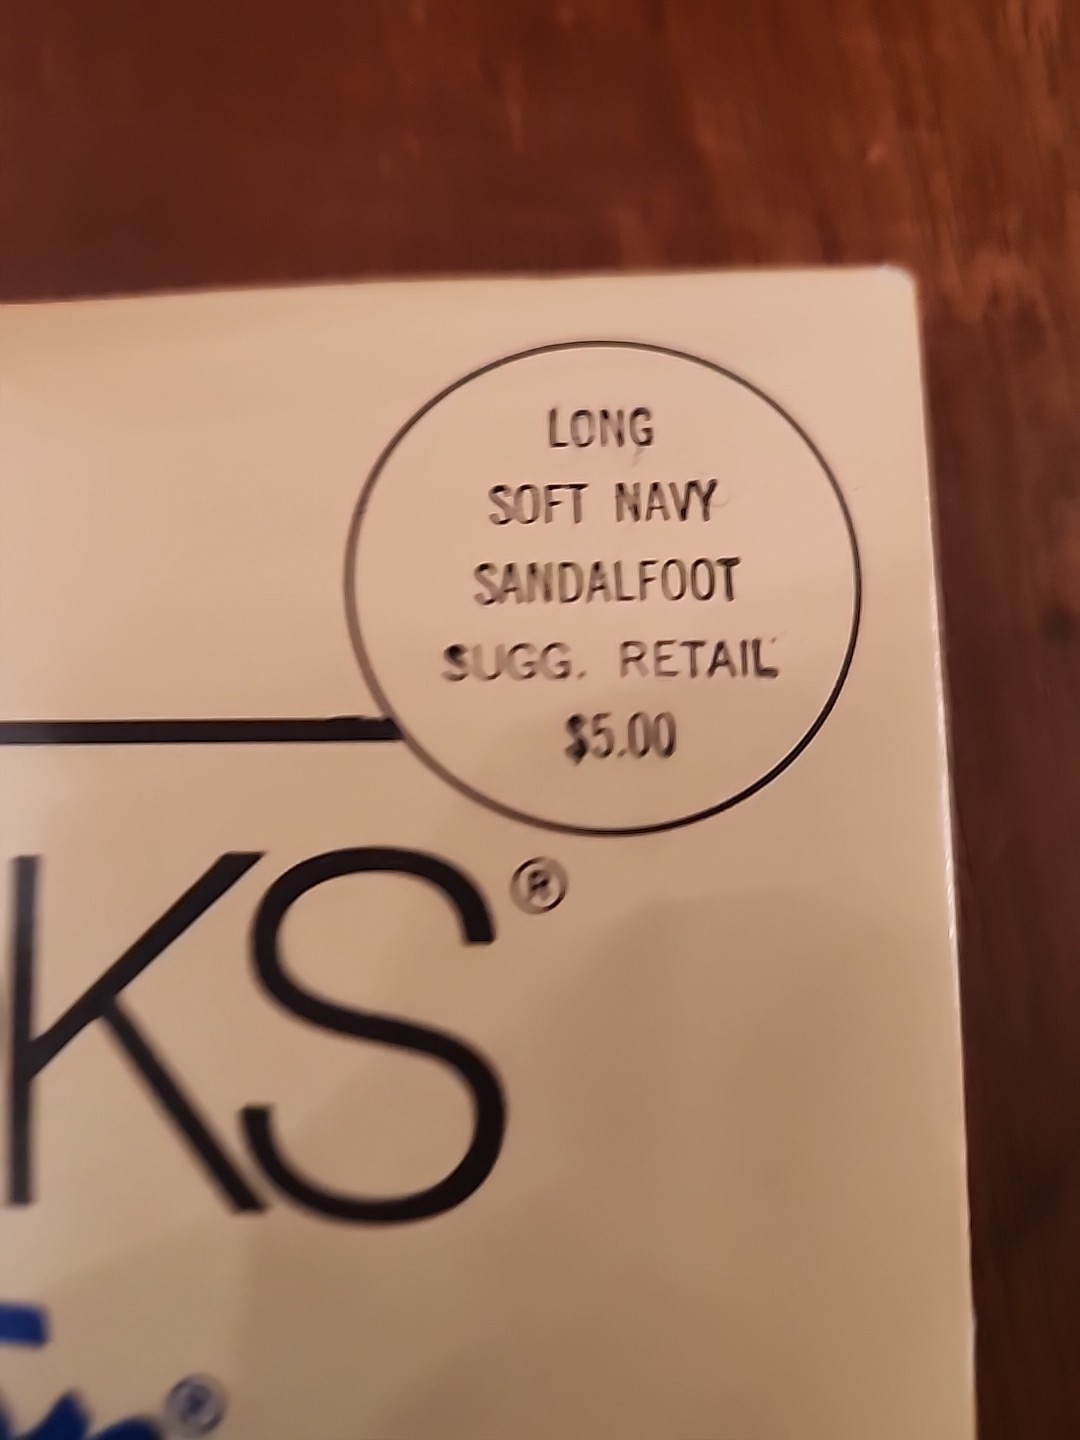 LONG
SOFT NAVY
SANDALFOOT
SUGG. RETAIL
$5.00
KS®
®